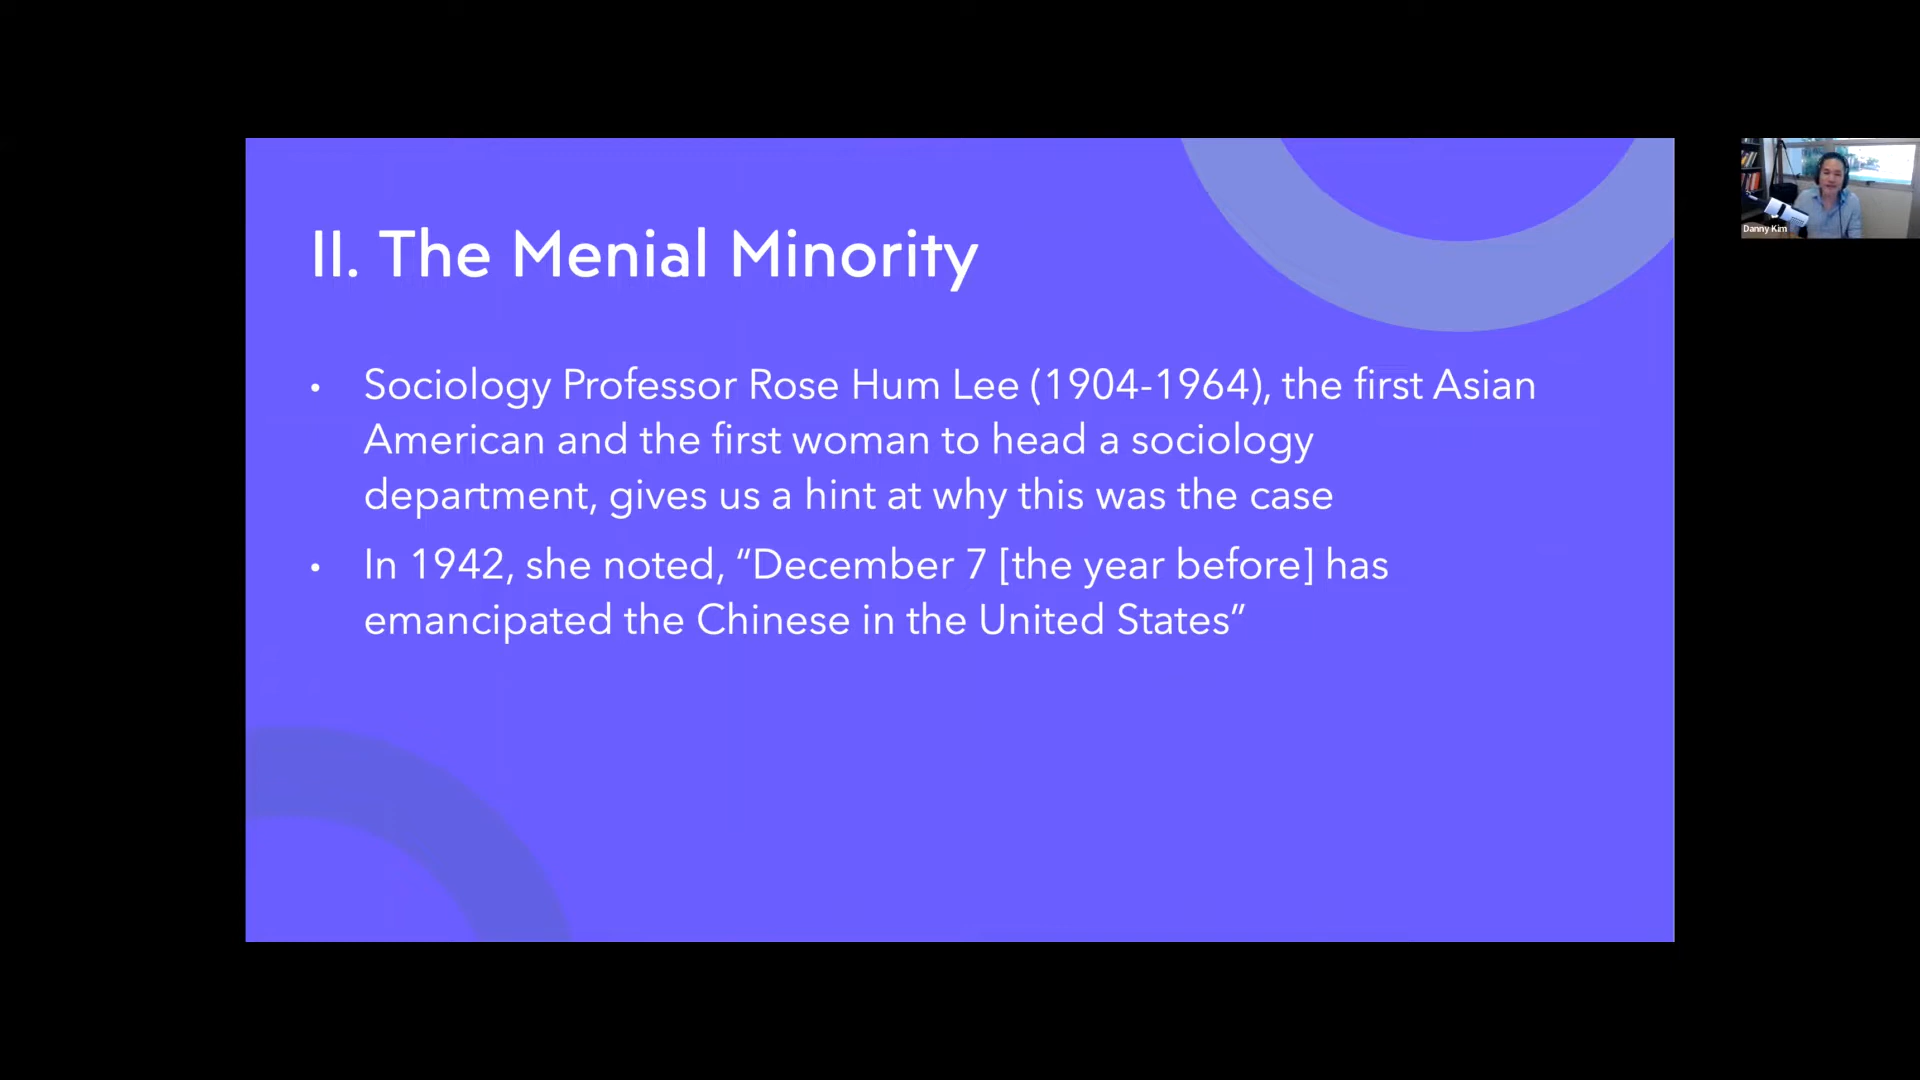 II. The Menial Minority
• Sociology Professor Rose Hum Lee (1904-1964), the first Asian
American and the first woman to head a sociology
department, gives us a hint at why this was the case
• In 1942, she noted, “December 7 [the year before] has
emancipated the Chinese in the United States”
Danny Kim